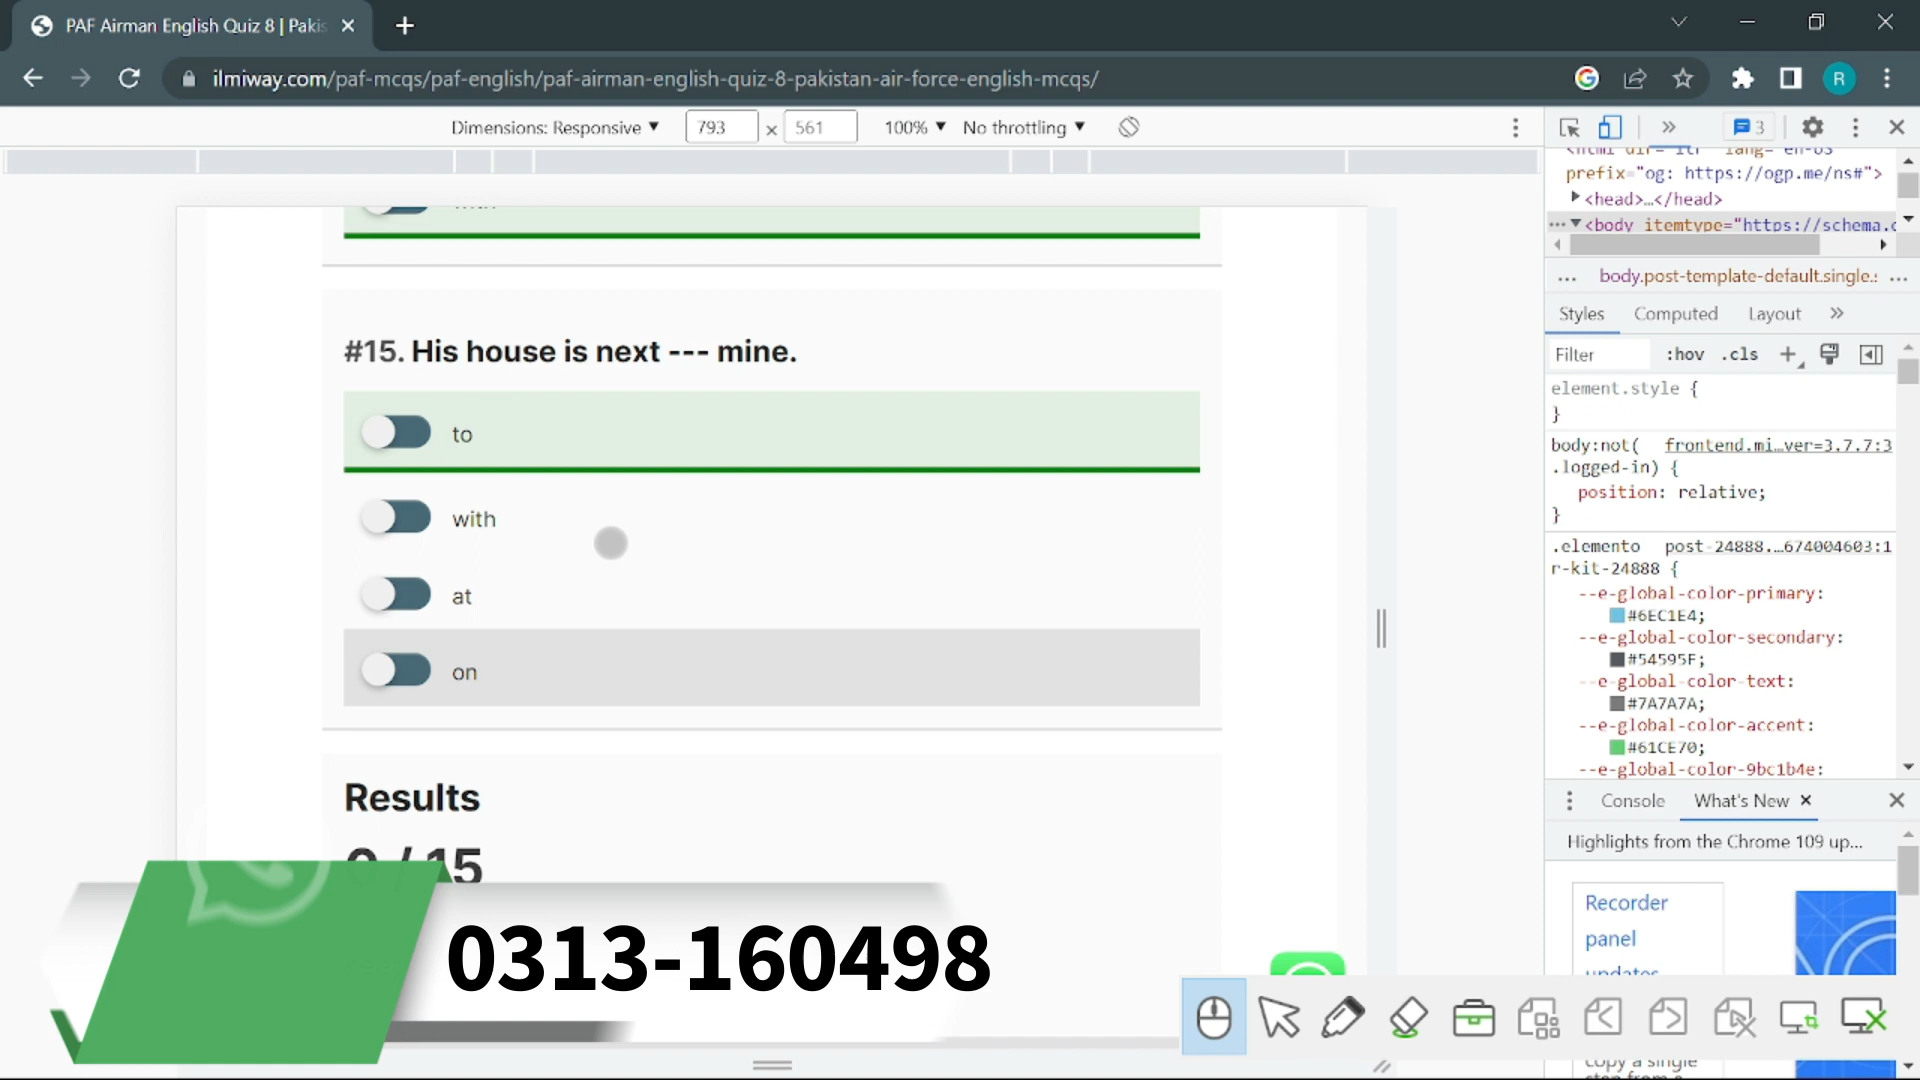 PAF Airman English Quiz 8 | Pakis
ilmiway.com/paf-mcqs/paf-english/paf-airman-english-quiz-8-pakistan-air-force-english-mcqs/
R
Dimensions: Responsive
793 x 561
100%
No throttling
3
prefix="og: https://ogp.me/ns#">
<head>…</head>
<body itemtype="https://schema.c
body.post-template-default.single.
Styles
Computed
Layout
Filter
:hov
.cls
element.style {
}
body:not( frontend.mi…ver=3.7.7:3
.logged-in) {
position: relative;
}
.elemento post-24888.…674004603:1
r-kit-24888 {
--e-global-color-primary:
#6EC1E4;
--e-global-color-secondary:
#54595F;
--e-global-color-text:
#7A7A7A;
--e-global-color-accent:
#61CE70;
--e-global-color-9bc1b4e:
Console
What's New
Highlights from the Chrome 109 up...
Recorder
panel
updates
copy a single
#15. His house is next --- mine.
to
with
at
on
Results
0 / 15
0313-160498